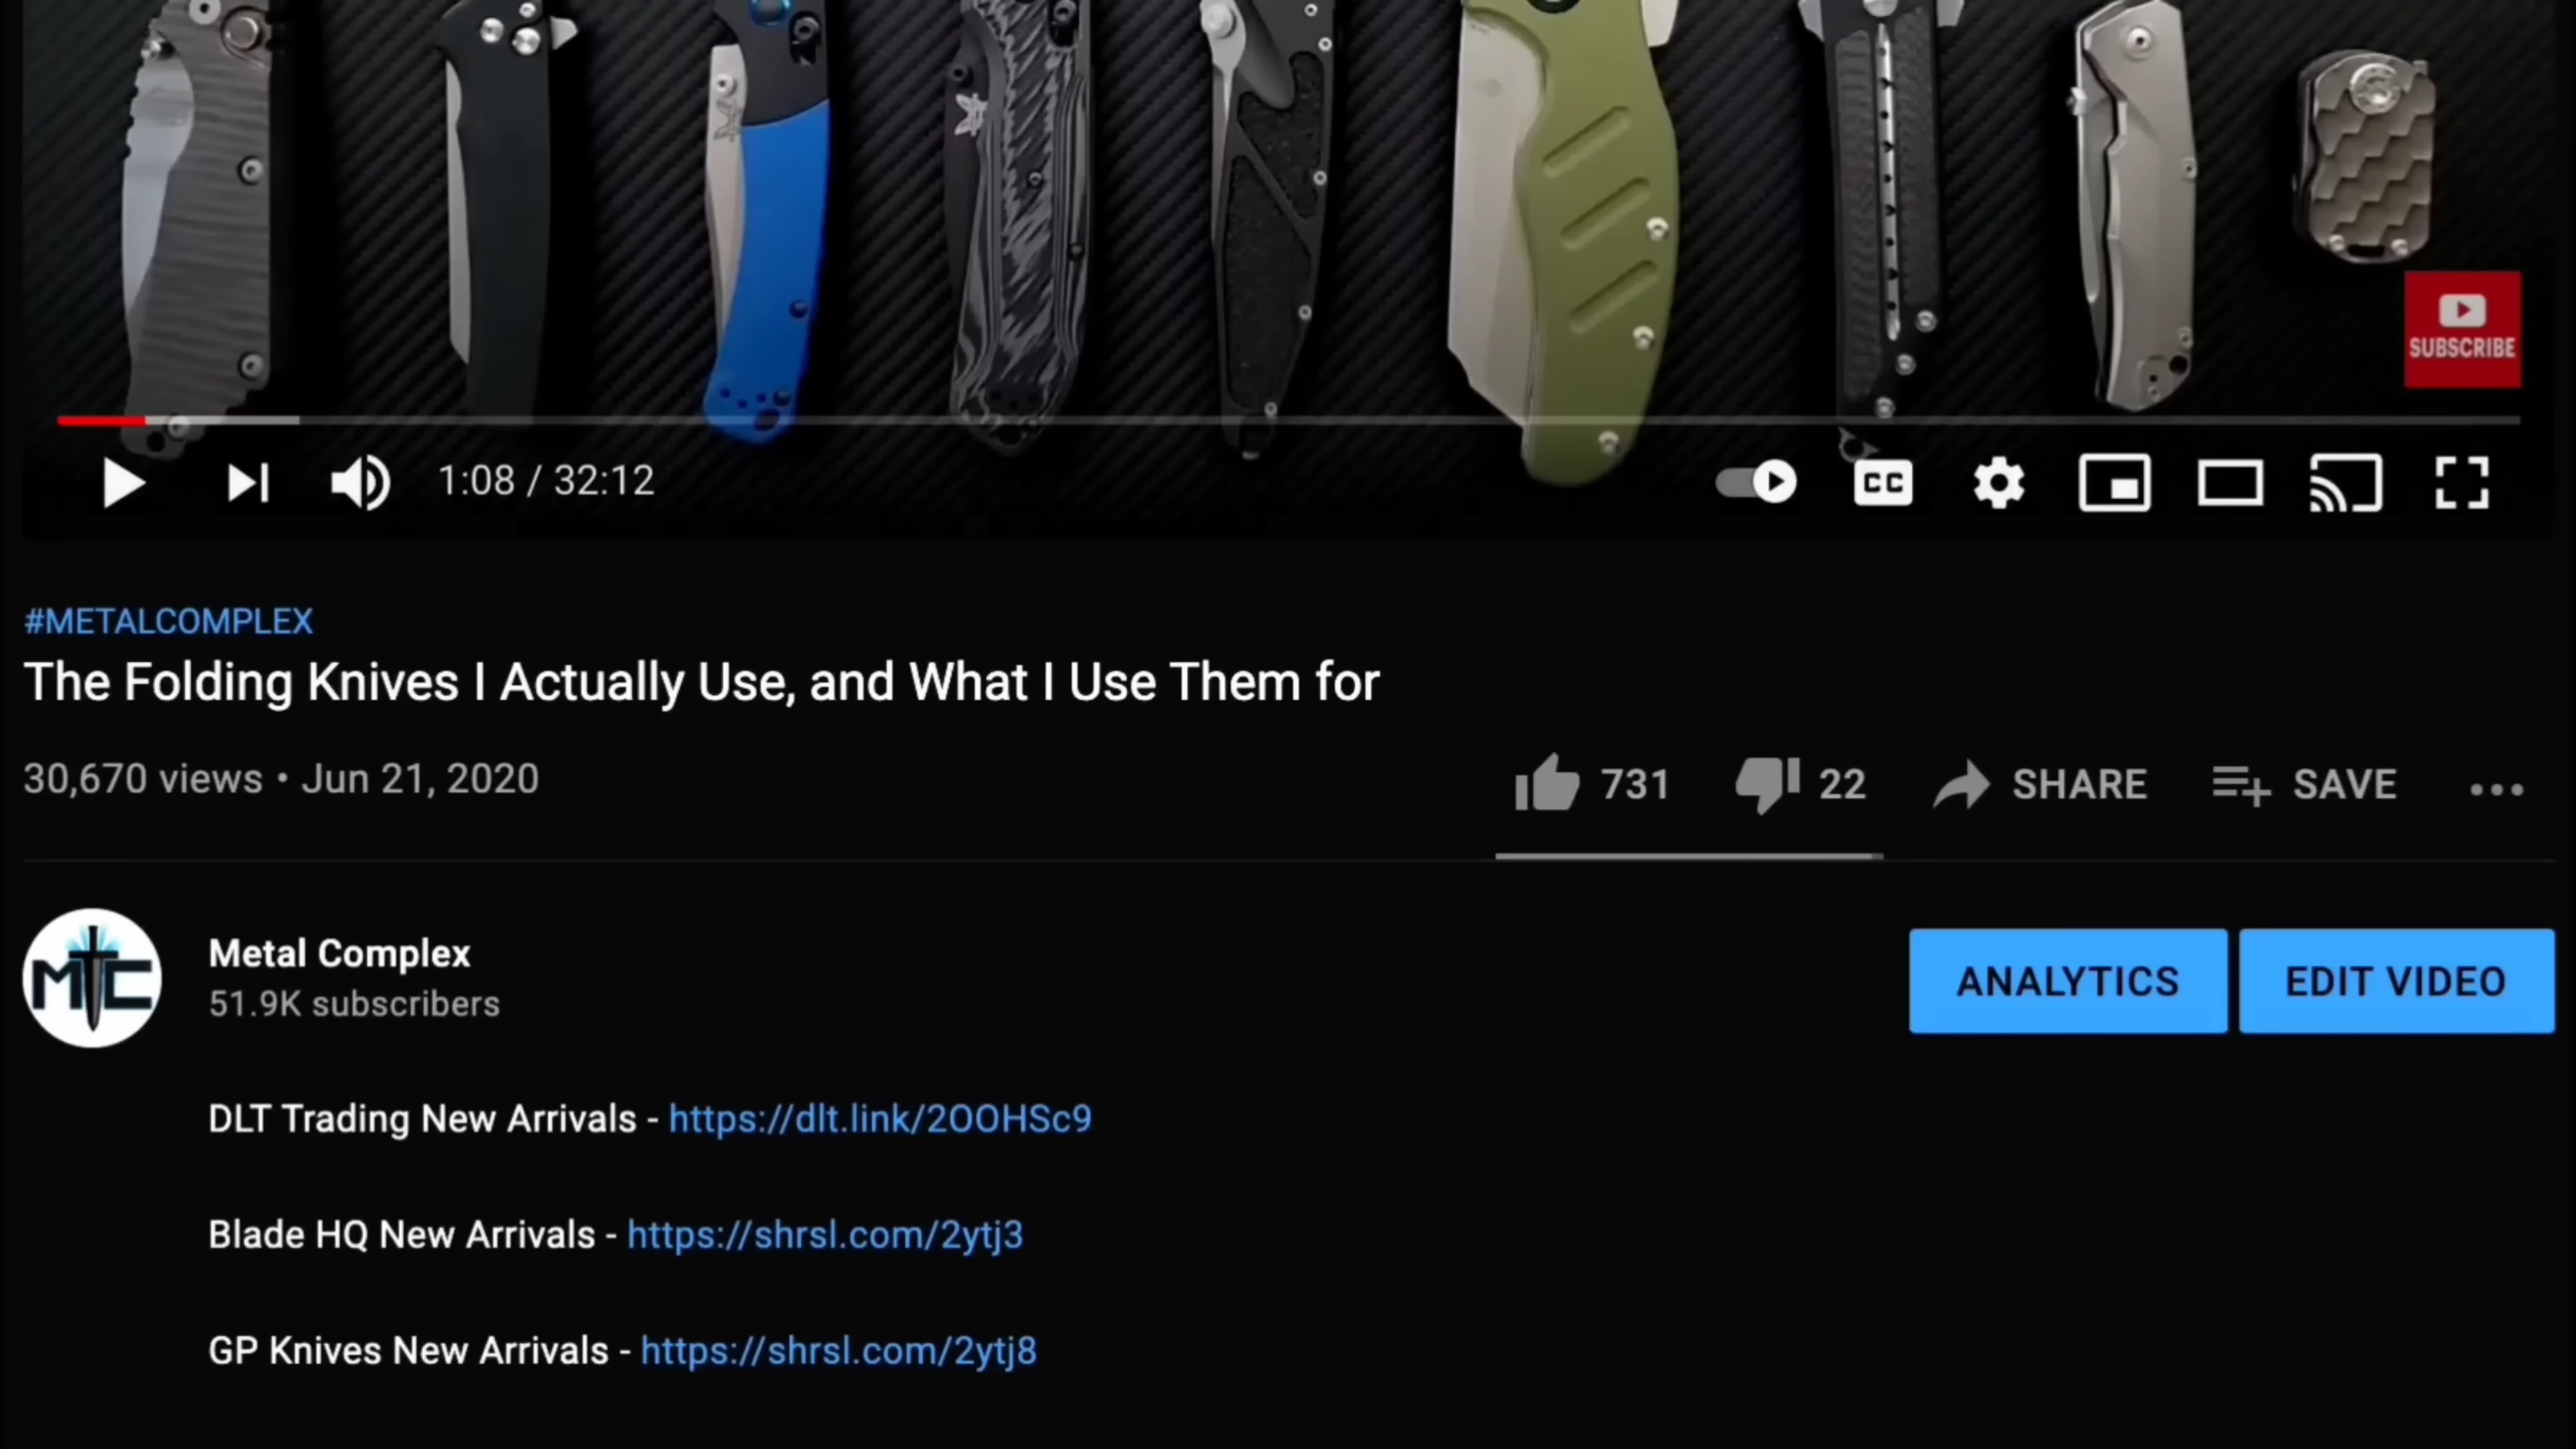 SUBSCRIBE
1:08 / 32:12
CC
#METALCOMPLEX
The Folding Knives I Actually Use, and What I Use Them for
30,670 views • Jun 21, 2020
731 22 SHARE SAVE ...
MTC
Metal Complex
51.9K subscribers
ANALYTICS EDIT VIDEO
DLT Trading New Arrivals - https://dlt.link/2OOHSc9
Blade HQ New Arrivals - https://shrsl.com/2ytj3
GP Knives New Arrivals - https://shrsl.com/2ytj8